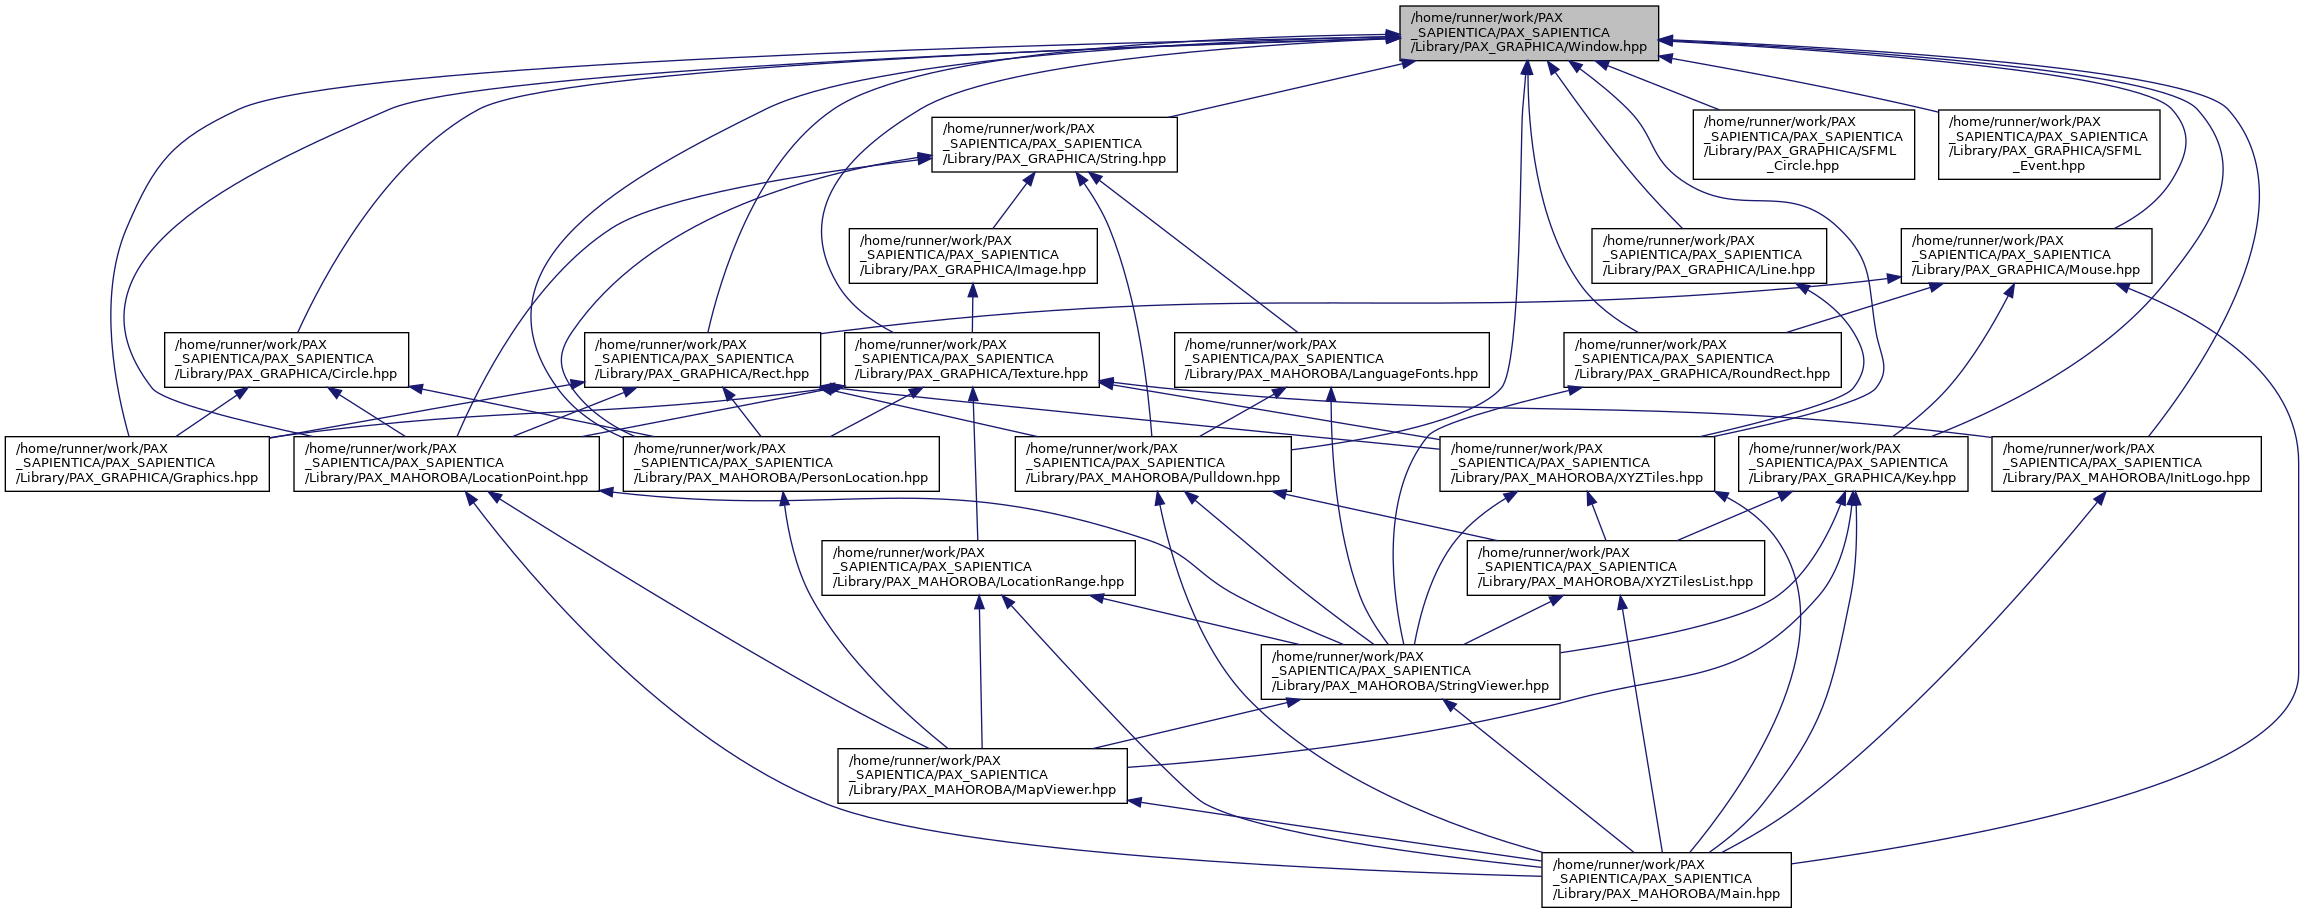 /home/runner/work/PAX
_SAPIENTICA/PAX_SAPIENTICA
/Library/PAX_GRAPHICA/Window.hpp
/home/runner/work/PAX
_SAPIENTICA/PAX_SAPIENTICA
/Library/PAX_GRAPHICA/String.hpp
/home/runner/work/PAX
_SAPIENTICA/PAX_SAPIENTICA
/Library/PAX_GRAPHICA/SFML
_Circle.hpp
/home/runner/work/PAX
_SAPIENTICA/PAX_SAPIENTICA
/Library/PAX_GRAPHICA/SFML
_Event.hpp
/home/runner/work/PAX
_SAPIENTICA/PAX_SAPIENTICA
/Library/PAX_GRAPHICA/Image.hpp
/home/runner/work/PAX
_SAPIENTICA/PAX_SAPIENTICA
/Library/PAX_GRAPHICA/Line.hpp
/home/runner/work/PAX
_SAPIENTICA/PAX_SAPIENTICA
/Library/PAX_GRAPHICA/Mouse.hpp
/home/runner/work/PAX
_SAPIENTICA/PAX_SAPIENTICA
/Library/PAX_GRAPHICA/Circle.hpp
/home/runner/work/PAX
_SAPIENTICA/PAX_SAPIENTICA
/Library/PAX_GRAPHICA/Rect.hpp
/home/runner/work/PAX
_SAPIENTICA/PAX_SAPIENTICA
/Library/PAX_GRAPHICA/Texture.hpp
/home/runner/work/PAX
_SAPIENTICA/PAX_SAPIENTICA
/Library/PAX_MAHOROBA/LanguageFonts.hpp
/home/runner/work/PAX
_SAPIENTICA/PAX_SAPIENTICA
/Library/PAX_GRAPHICA/RoundRect.hpp
/home/runner/work/PAX
_SAPIENTICA/PAX_SAPIENTICA
/Library/PAX_GRAPHICA/Graphics.hpp
/home/runner/work/PAX
_SAPIENTICA/PAX_SAPIENTICA
/Library/PAX_MAHOROBA/LocationPoint.hpp
/home/runner/work/PAX
_SAPIENTICA/PAX_SAPIENTICA
/Library/PAX_MAHOROBA/PersonLocation.hpp
/home/runner/work/PAX
_SAPIENTICA/PAX_SAPIENTICA
/Library/PAX_MAHOROBA/Pulldown.hpp
/home/runner/work/PAX
_SAPIENTICA/PAX_SAPIENTICA
/Library/PAX_MAHOROBA/XYZTiles.hpp
/home/runner/work/PAX
_SAPIENTICA/PAX_SAPIENTICA
/Library/PAX_GRAPHICA/Key.hpp
/home/runner/work/PAX
_SAPIENTICA/PAX_SAPIENTICA
/Library/PAX_MAHOROBA/InitLogo.hpp
/home/runner/work/PAX
_SAPIENTICA/PAX_SAPIENTICA
/Library/PAX_MAHOROBA/LocationRange.hpp
/home/runner/work/PAX
_SAPIENTICA/PAX_SAPIENTICA
/Library/PAX_MAHOROBA/XYZTilesList.hpp
/home/runner/work/PAX
_SAPIENTICA/PAX_SAPIENTICA
/Library/PAX_MAHOROBA/StringViewer.hpp
/home/runner/work/PAX
_SAPIENTICA/PAX_SAPIENTICA
/Library/PAX_MAHOROBA/MapViewer.hpp
/home/runner/work/PAX
_SAPIENTICA/PAX_SAPIENTICA
/Library/PAX_MAHOROBA/Main.hpp